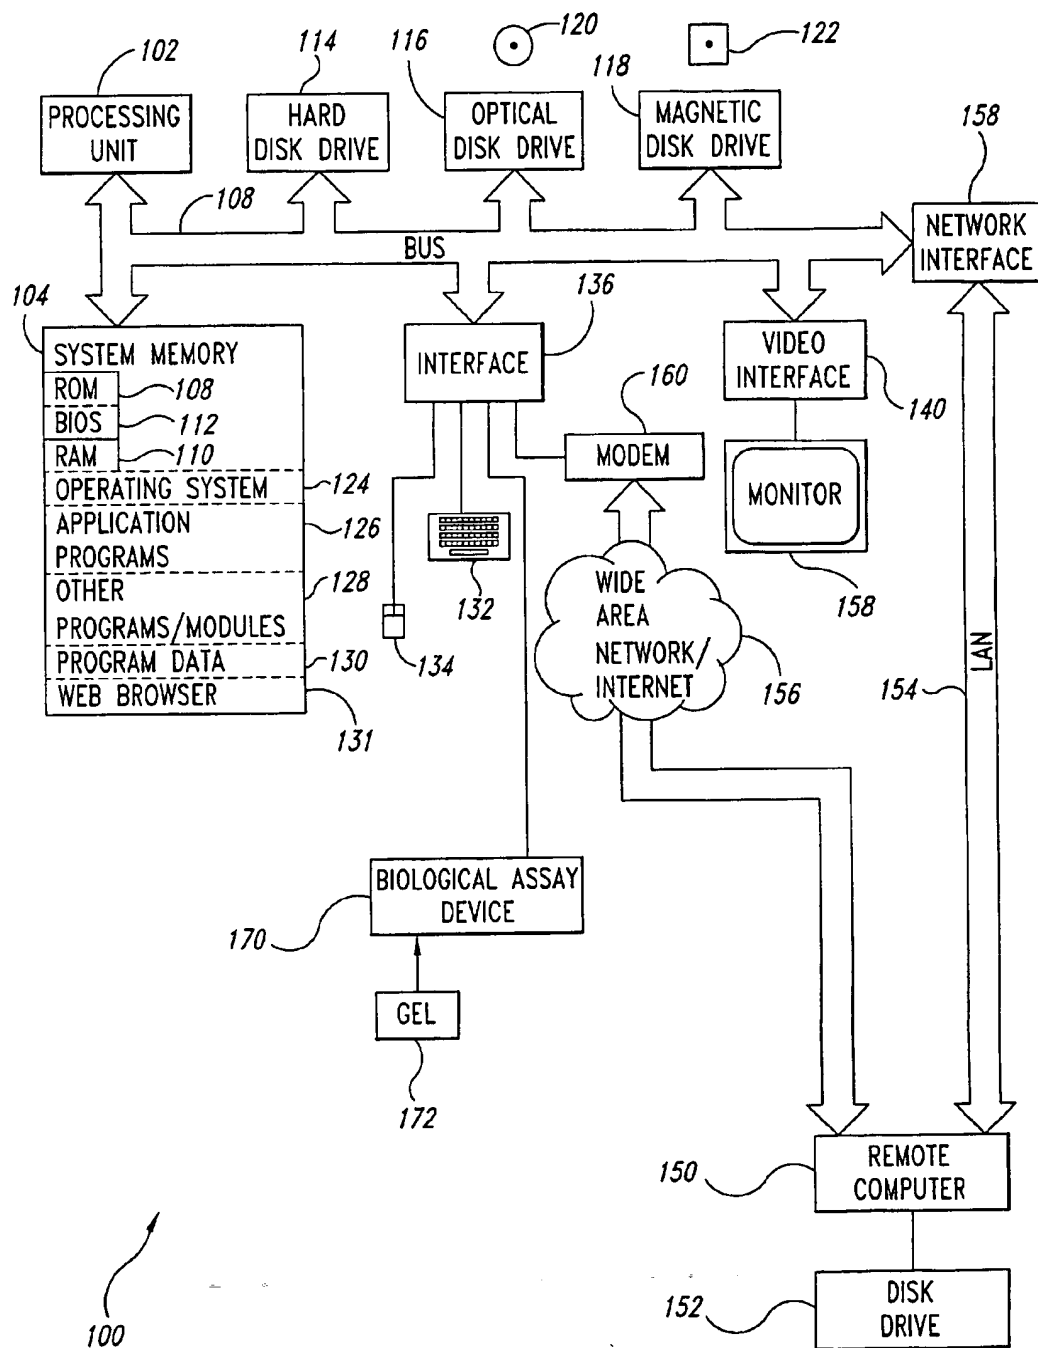 102
114
116
120
118
122
PROCESSING
UNIT
HARD
DISK DRIVE
OPTICAL
DISK DRIVE
MAGNETIC
DISK DRIVE
158
NETWORK
INTERFACE
108
BUS
104
SYSTEM MEMORY
ROM
108
BIOS
112
RAM
110
OPERATING SYSTEM
124
APPLICATION
PROGRAMS
126
OTHER
PROGRAMS/MODULES
128
PROGRAM DATA
130
WEB BROWSER
131
136
INTERFACE
160
MODEM
VIDEO
INTERFACE
140
MONITOR
158
132
134
WIDE
AREA
NETWORK/
INTERNET
156
154
LAN
BIOLOGICAL ASSAY
DEVICE
170
GEL
172
150
REMOTE
COMPUTER
152
DISK
DRIVE
100